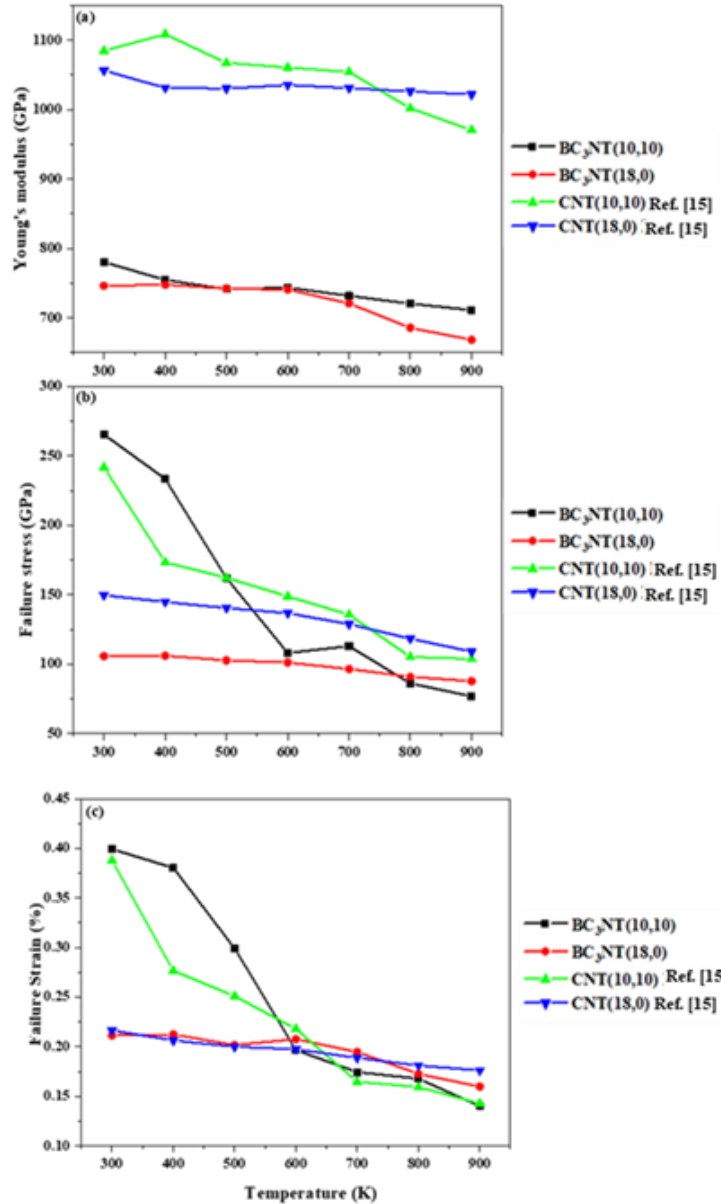 (a)
1100
1000
900
800
700
Young's modulus (GPa)
300 400 500 600 700 800 900
BC₃NT(10,10)
BC₃NT(18,0)
CNT(10,10) Ref. [15]
CNT(18,0) Ref. [15]
(b)
300
250
200
150
100
50
Failure stress (GPa)
300 400 500 600 700 800 900
BC₃NT(10,10)
BC₃NT(18,0)
CNT(10,10) Ref. [15]
CNT(18,0) Ref. [15]
(c)
0.45
0.40
0.35
0.30
0.25
0.20
0.15
0.10
Failure Strain (%)
300 400 500 600 700 800 900
Temperature (K)
BC₃NT(10,10)
BC₃NT(18,0)
CNT(10,10) Ref. [15
CNT(18,0) Ref. [15]